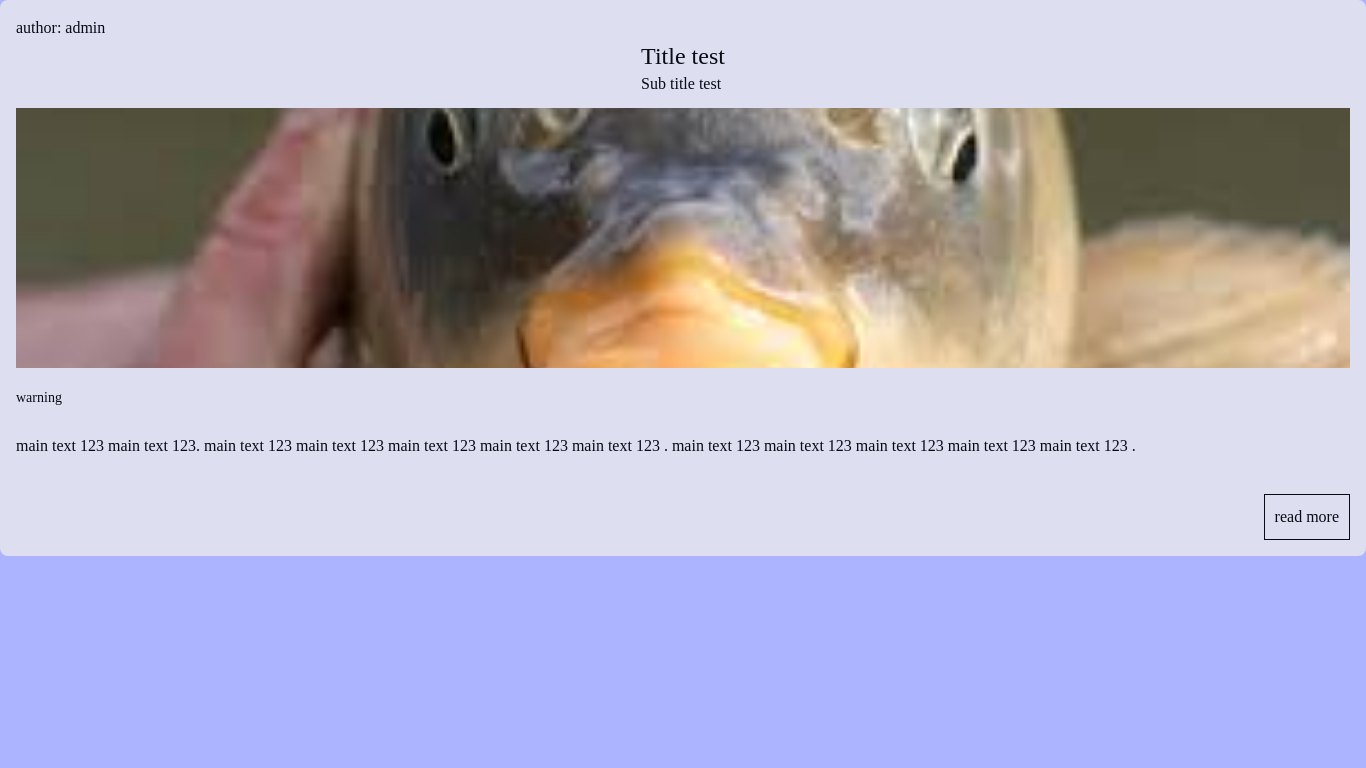 author: admin
Title test
Sub title test
warning
main text 123 main text 123. main text 123 main text 123 main text 123 main text 123 main text 123 . main text 123 main text 123 main text 123 main text 123 main text 123 .
read more